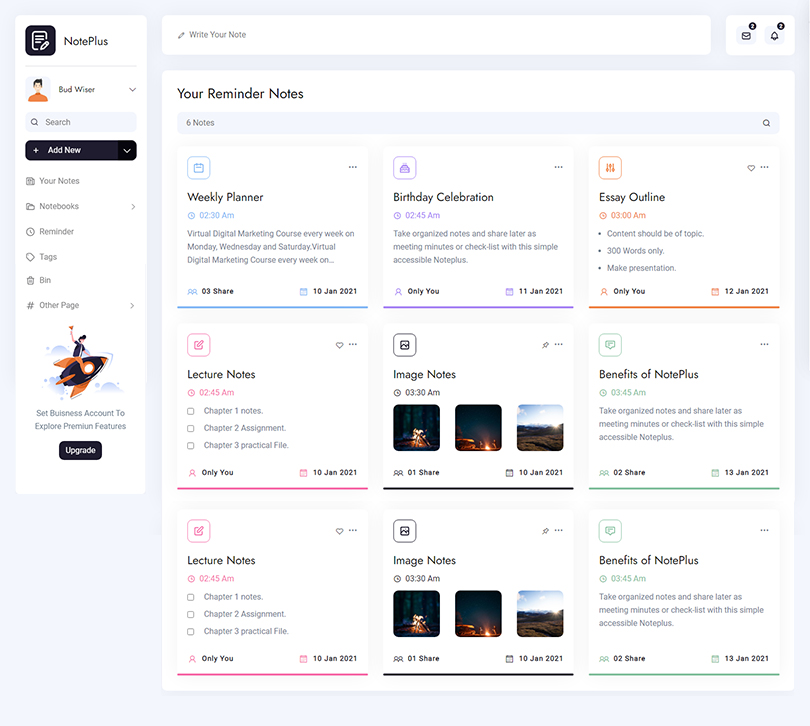 NotePlus
Bud Wiser
Search
+ Add New
Your Notes
Notebooks
Reminder
Tags
Bin
# Other Page
Set Buisness Account To
Explore Premiun Features
Upgrade
Write Your Note
2
2
Your Reminder Notes
6 Notes
Weekly Planner
02:30 Am
Virtual Digital Marketing Course every week on
Monday, Wednesday and Saturday.Virtual
Digital Marketing Course every week on...
03 Share
10 Jan 2021
Birthday Celebration
02:45 Am
Take organized notes and share later as
meeting minutes or check-list with this simple
accessible Noteplus.
Only You
11 Jan 2021
Essay Outline
03:00 Am
• Content should be of topic.
• 300 Words only.
• Make presentation.
Only You
12 Jan 2021
Lecture Notes
02:45 Am
Chapter 1 notes.
Chapter 2 Assignment.
Chapter 3 practical File.
Only You
10 Jan 2021
Image Notes
03:30 Am
01 Share
10 Jan 2021
Benefits of NotePlus
03:45 Am
Take organized notes and share later as
meeting minutes or check-list with this simple
accessible Noteplus.
02 Share
13 Jan 2021
Lecture Notes
02:45 Am
Chapter 1 notes.
Chapter 2 Assignment.
Chapter 3 practical File.
Only You
10 Jan 2021
Image Notes
03:30 Am
01 Share
10 Jan 2021
Benefits of NotePlus
03:45 Am
Take organized notes and share later as
meeting minutes or check-list with this simple
accessible Noteplus.
02 Share
13 Jan 2021